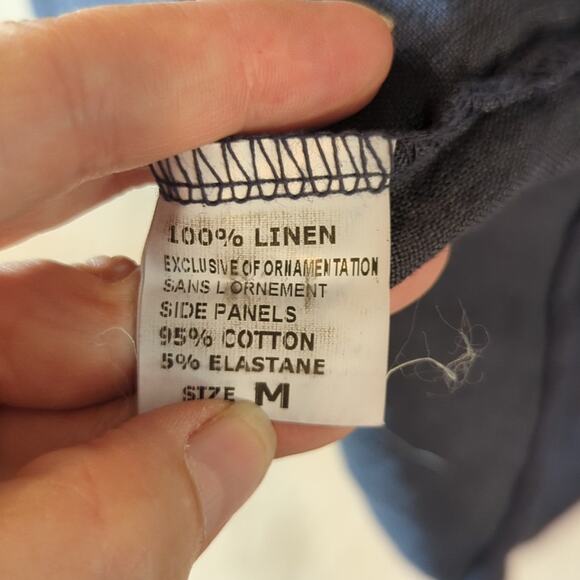 100% LINEN
EXCLUSIVE OF ORNAMENTATION
SANS L'ORNEMENT
SIDE PANELS
95% COTTON
5% ELASTANE
SIZE M